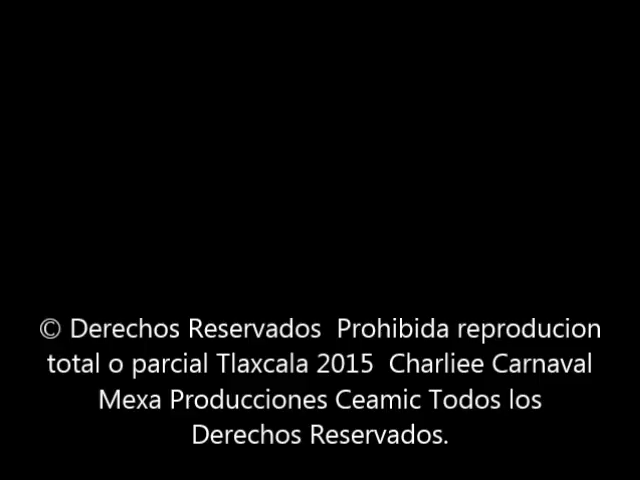 © Derechos Reservados  Prohibida reproducion
total o parcial Tlaxcala 2015  Charliee Carnaval
Mexa Producciones Ceamic Todos los
Derechos Reservados.